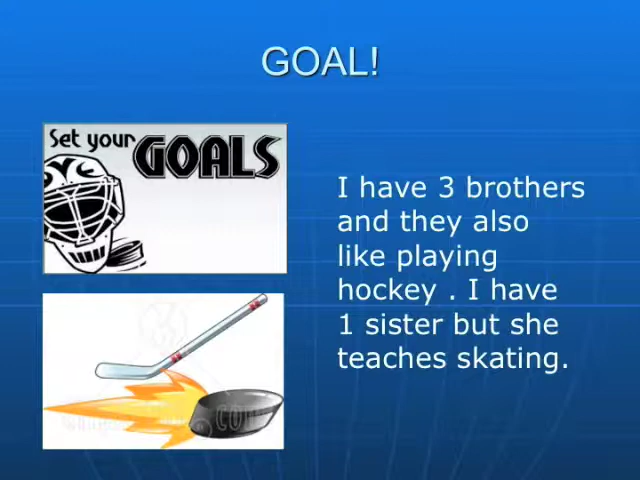 GOAL!
Set your GOALS
I have 3 brothers
and they also
like playing
hockey . I have
1 sister but she
teaches skating.